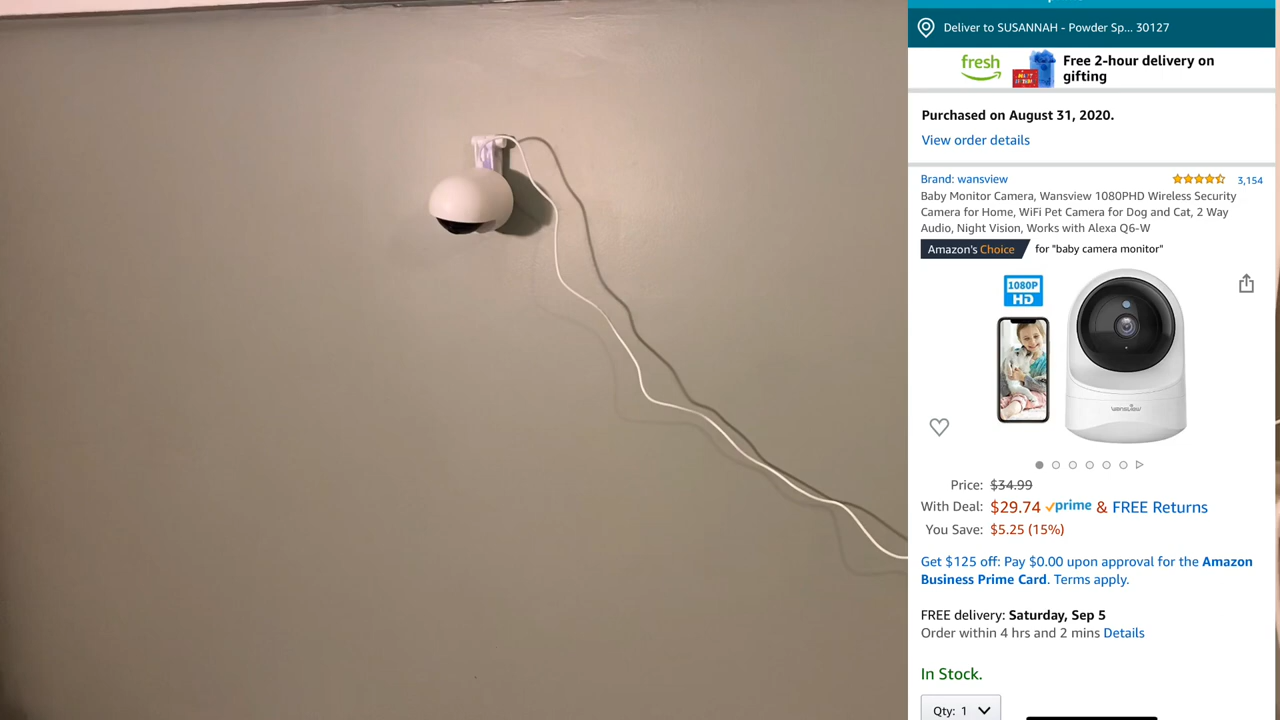 Deliver to SUSANNAH - Powder Sp... 30127
fresh
Free 2-hour delivery on
gifting
Purchased on August 31, 2020.
View order details
Brand: wansview
3,154
Baby Monitor Camera, Wansview 1080PHD Wireless Security
Camera for Home, WiFi Pet Camera for Dog and Cat, 2 Way
Audio, Night Vision, Works with Alexa Q6-W
Amazon's Choice for "baby camera monitor"
1080P
HD
wansview
Price: $34.99
With Deal: $29.74 prime & FREE Returns
You Save: $5.25 (15%)
Get $125 off: Pay $0.00 upon approval for the Amazon
Business Prime Card. Terms apply.
FREE delivery: Saturday, Sep 5
Order within 4 hrs and 2 mins Details
In Stock.
Qty: 1